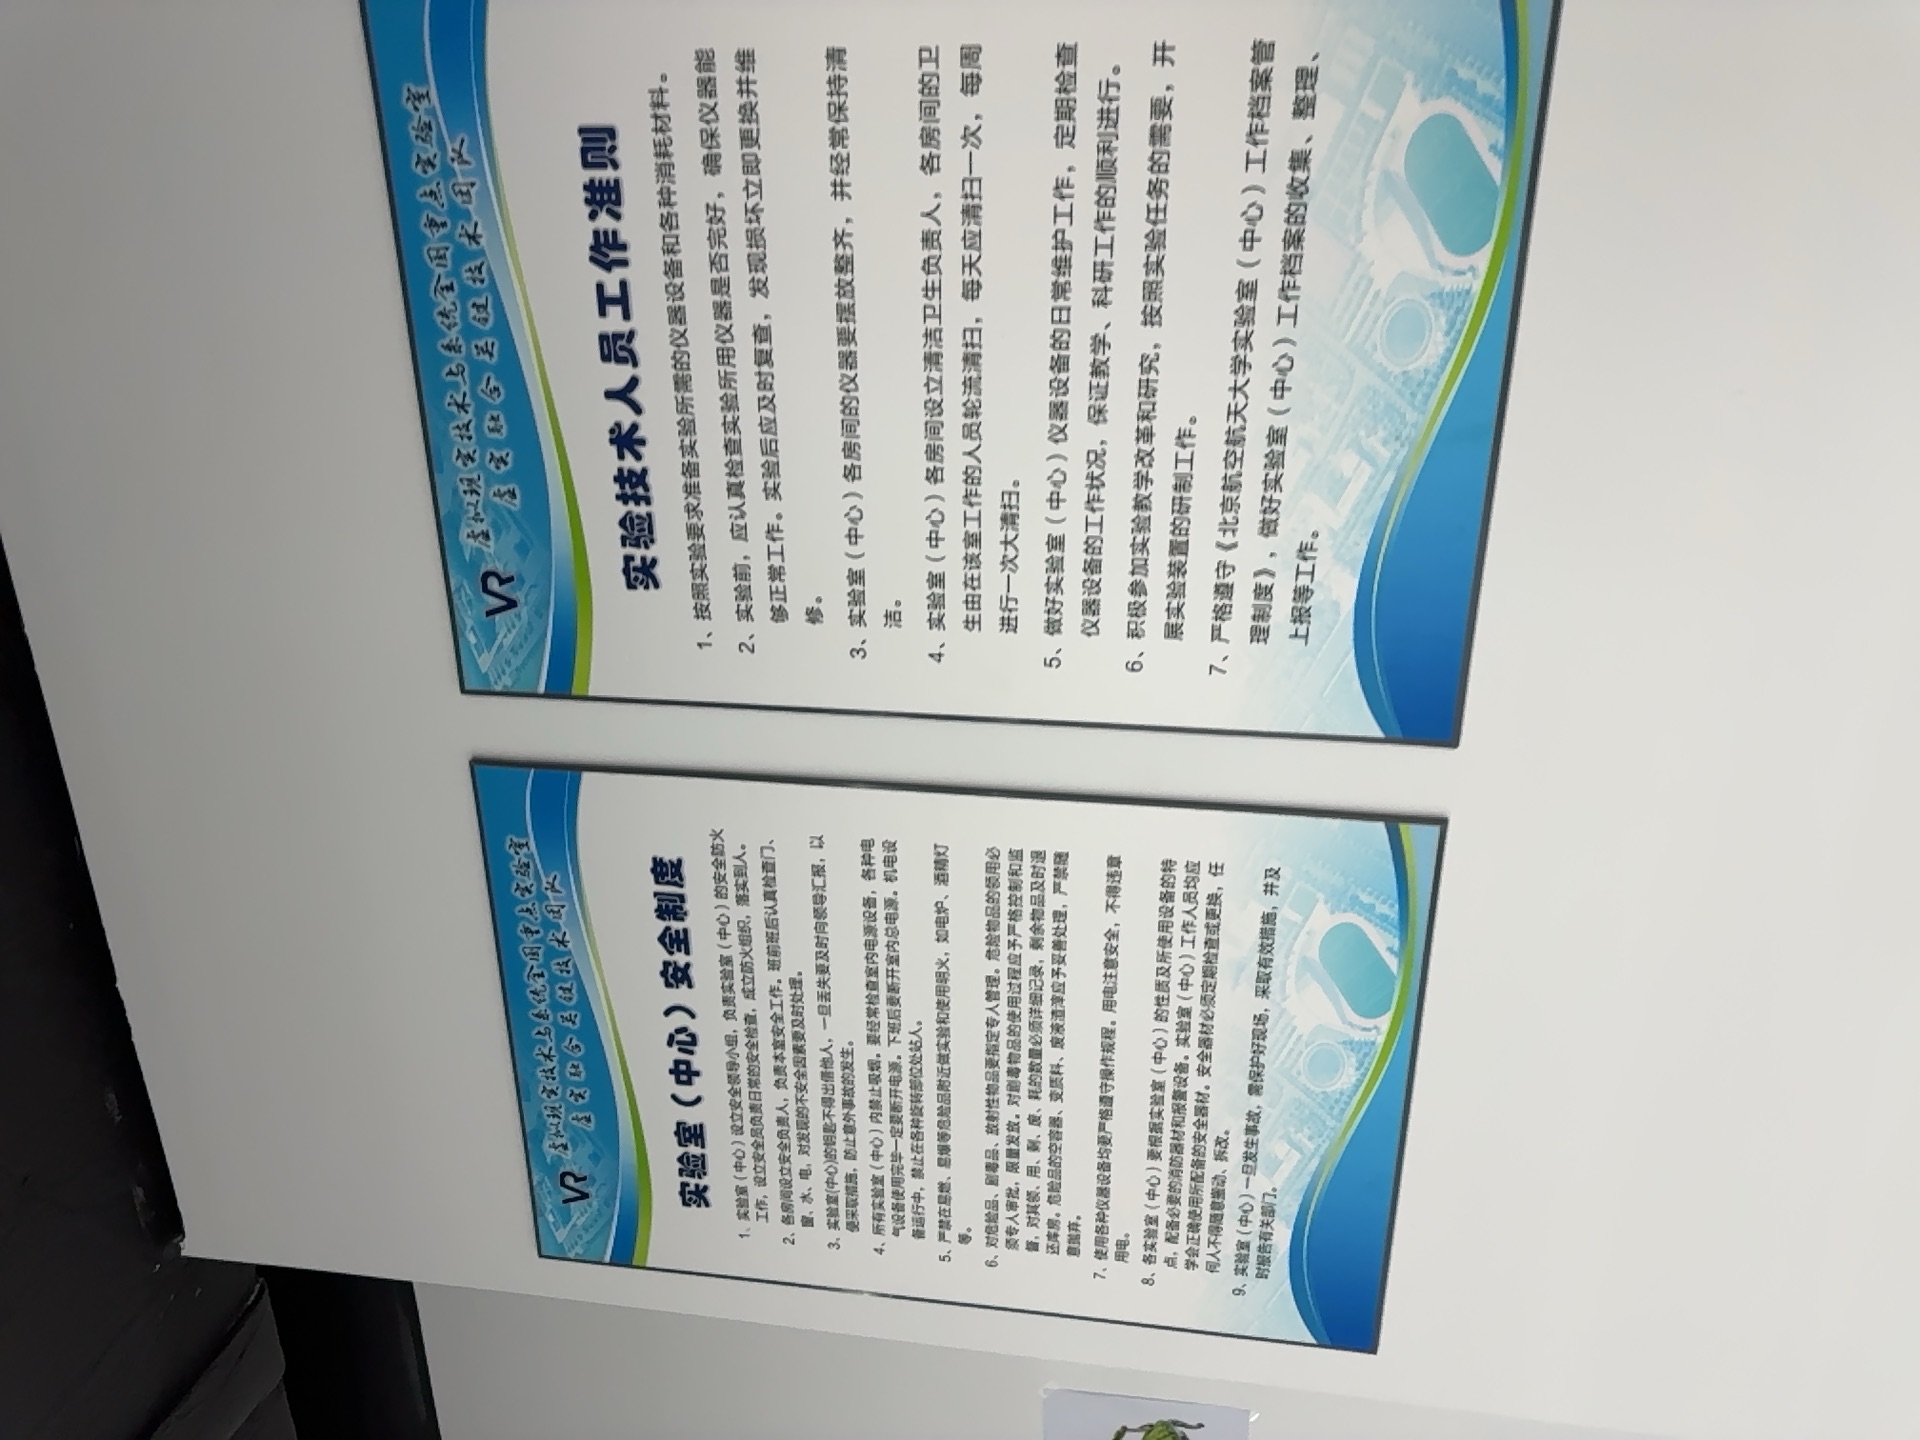 VR 虚拟现实技术与系统全国重点实验室
虚实融合关键技术团队
实验室（中心）安全制度
1、实验室（中心）设立安全领导小组，负责实验室（中心）的安全防火
工作，设立安全员负责日常的安全检查，成立防火组织，落实到人。
2、各房间设立安全负责人，负责本室安全工作。班前班后认真检查门、
窗、水、电，对发现的不安全因素要及时处理。
3、实验室(中心)的钥匙不得出借他人，一旦丢失要及时向领导汇报，以
便采取措施，防止意外事故的发生。
4、所有实验室（中心）内禁止吸烟。要经常检查室内电源设备，各种电
气设备使用完毕一定要断开电源。下班后要断开室内总电源。机电设
备运行中，禁止在各种旋转部位处站人。
5、严禁在易燃、易爆等危险品附近做实验和使用明火，如电炉、酒精灯
等。
6、对危险品、剧毒品、放射性物品要指定专人管理。危险物品的领用必
须专人审批，限量发放。对剧毒物品的使用过程应予严格控制和监
督，对其领、用、剩、废、耗的数量必须详细记录，剩余物品及时退
还库房。危险品的空容器、变质料、废液渣滓应予妥善处理，严禁随
意抛弃。
7、使用各种仪器设备均要严格遵守操作规程。用电注意安全，不得违章
用电。
8、各实验室（中心）要根据实验室（中心）的性质及所使用设备的特
点，配备必要的消防器材和报警设备。实验室（中心）工作人员均应
学会正确使用所配备的安全器材。安全器材必须定期检查或更换，任
何人不得随意搬动、拆改。
9、实验室（中心）一旦发生事故，需保护好现场，采取有效措施，并及
时报告有关部门。
VR 虚拟现实技术与系统全国重点实验室
虚实融合关键技术团队
实验技术人员工作准则
1、按照实验要求准备实验所需的仪器设备和各种消耗材料。
2、实验前，应认真检查实验所用仪器是否完好，确保仪器能
够正常工作。实验后应及时复查，发现损坏立即更换并维
修。
3、实验室（中心）各房间的仪器要摆放整齐，并经常保持清
洁。
4、实验室（中心）各房间设立清洁卫生负责人，各房间的卫
生由在该室工作的人员轮流清扫，每天应清扫一次，每周
进行一次大清扫。
5、做好实验室（中心）仪器设备的日常维护工作，定期检查
仪器设备的工作状况，保证教学、科研工作的顺利进行。
6、积极参加实验教学改革和研究，按照实验任务的需要，开
展实验装置的研制工作。
7、严格遵守《北京航空航天大学实验室（中心）工作档案管
理制度》，做好实验室（中心）工作档案的收集、整理、
上报等工作。